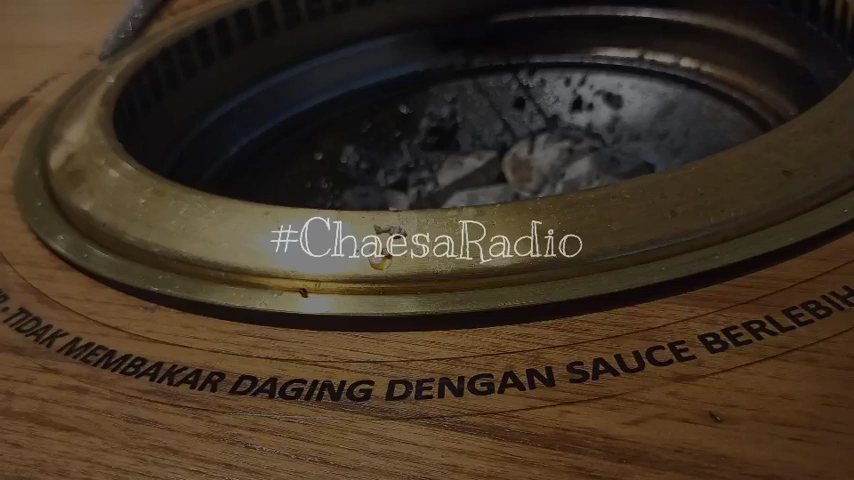 #ChaesaRadio
TIDAK MEMBAKAR DAGING DENGAN SAUCE BERLEBIH